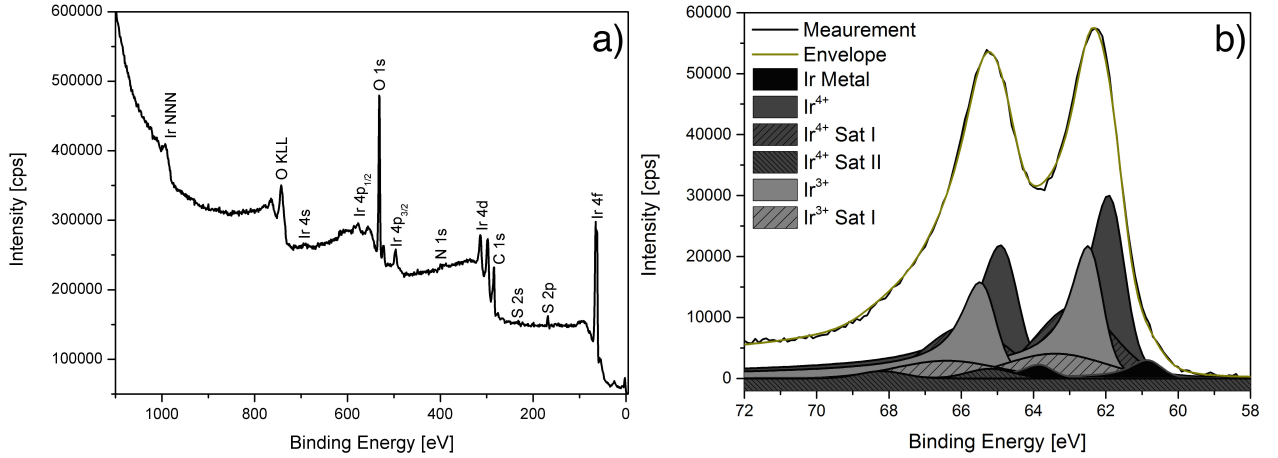 a)
600000
500000
400000
300000
200000
100000
Intensity [cps]
Ir NNN
O KLL
Ir 4s
Ir 4p1/2
O 1s
Ir 4p3/2
N 1s
Ir 4d
C 1s
S 2s
S 2p
Ir 4f
1000 800 600 400 200 0
Binding Energy [eV]
b)
60000
50000
40000
30000
20000
10000
0
Intensity [cps]
Meaurement
Envelope
Ir Metal
Ir⁴⁺
Ir⁴⁺ Sat I
Ir⁴⁺ Sat II
Ir³⁺
Ir³⁺ Sat I
72 70 68 66 64 62 60 58
Binding Energy [eV]